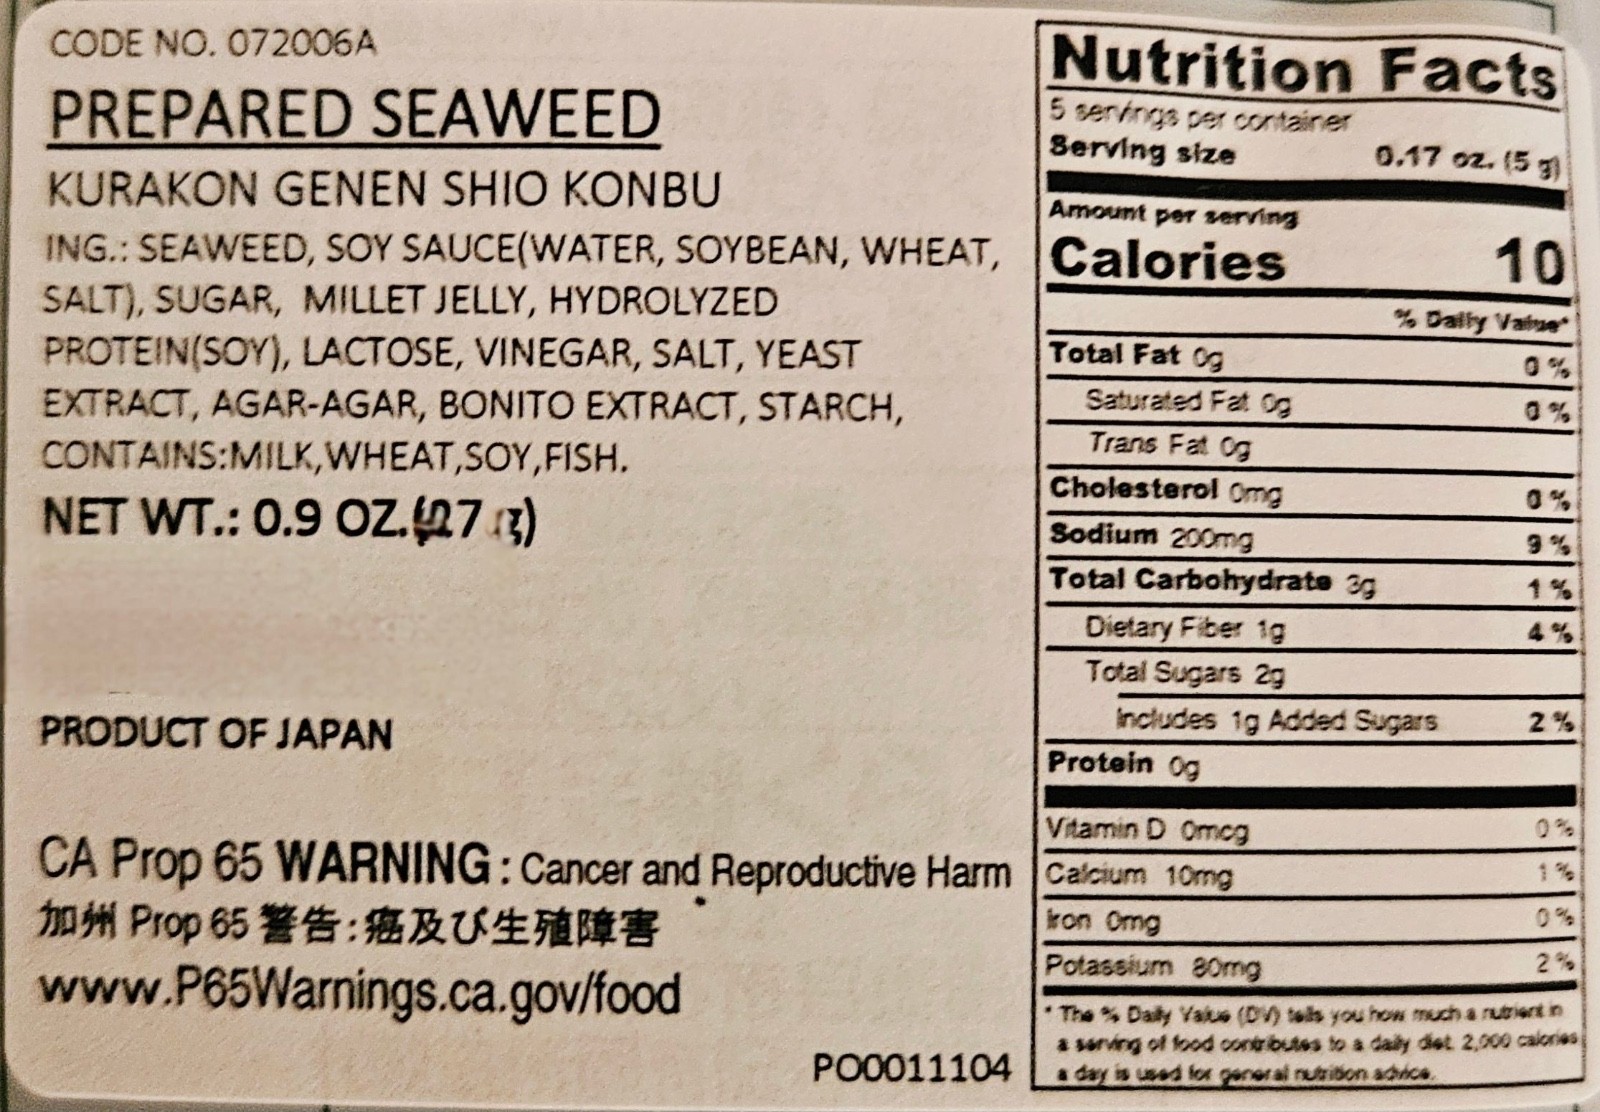 CODE NO. 072006A
PREPARED SEAWEED
KURAKON GENEN SHIO KONBU
ING.: SEAWEED, SOY SAUCE(WATER, SOYBEAN, WHEAT,
SALT), SUGAR, MILLET JELLY, HYDROLYZED
PROTEIN(SOY), LACTOSE, VINEGAR, SALT, YEAST
EXTRACT, AGAR-AGAR, BONITO EXTRACT, STARCH,
CONTAINS:MILK,WHEAT,SOY,FISH.
NET WT.: 0.9 OZ.(27 g)
PRODUCT OF JAPAN
CA Prop 65 WARNING : Cancer and Reproductive Harm
加州 Prop 65 警告:癌及び生殖障害
www.P65Warnings.ca.gov/food
PO0011104
Nutrition Facts
5 servings per container
Serving size 0.17 oz. (5 g)
Amount per serving
Calories 10
% Daily Value*
Total Fat 0g 0 %
Saturated Fat 0g 0 %
Trans Fat 0g
Cholesterol 0mg 0 %
Sodium 200mg 9 %
Total Carbohydrate 3g 1 %
Dietary Fiber 1g 4 %
Total Sugars 2g
Includes 1g Added Sugars 2 %
Protein 0g
Vitamin D 0mcg 0 %
Calcium 10mg 1 %
Iron 0mg 0 %
Potassium 80mg 2 %
* The % Daily Value (DV) tells you how much a nutrient in
a serving of food contributes to a daily diet. 2,000 calories
a day is used for general nutrition advice.